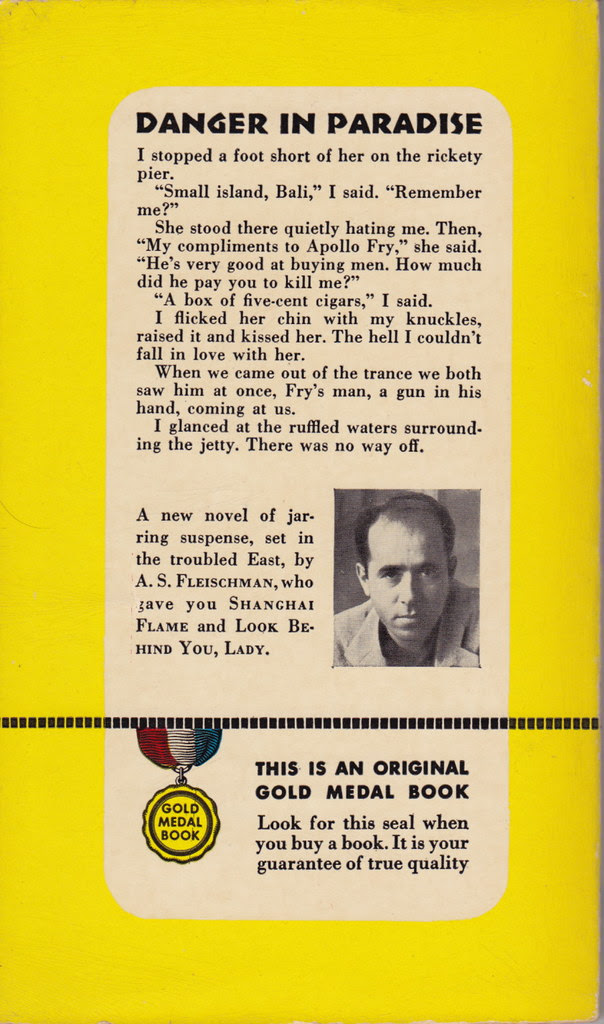 DANGER IN PARADISE
I stopped a foot short of her on the rickety
pier.
“Small island, Bali,” I said. “Remember
me?”
She stood there quietly hating me. Then,
“My compliments to Apollo Fry,” she said.
“He’s very good at buying men. How much
did he pay you to kill me?”
“A box of five-cent cigars,” I said.
I flicked her chin with my knuckles,
raised it and kissed her. The hell I couldn’t
fall in love with her.
When we came out of the trance we both
saw him at once, Fry’s man, a gun in his
hand, coming at us.
I glanced at the ruffled waters surround-
ing the jetty. There was no way off.
A new novel of jar-
ring suspense, set in
the troubled East, by
A. S. FLEISCHMAN, who
gave you SHANGHAI
FLAME and LOOK BE-
HIND YOU, LADY.
GOLD
MEDAL
BOOK
THIS IS AN ORIGINAL
GOLD MEDAL BOOK
Look for this seal when
you buy a book. It is your
guarantee of true quality